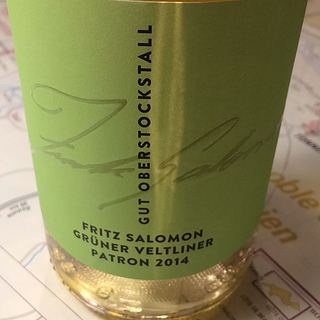 GUT OBERSTOCKSTALL
FRITZ SALOMON
GRÜNER VELTLINER
PATRON 2014